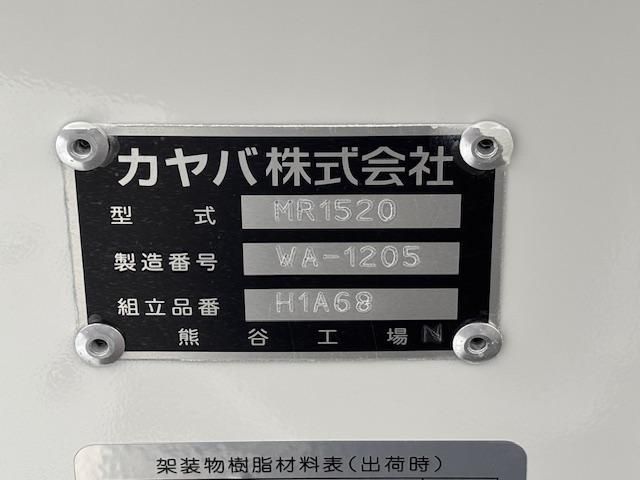 カヤバ株式会社
型式 MR1520
製造番号 WA-1205
組立品番 H1A68
熊谷工場 N
架装物樹脂材料表(出荷時)